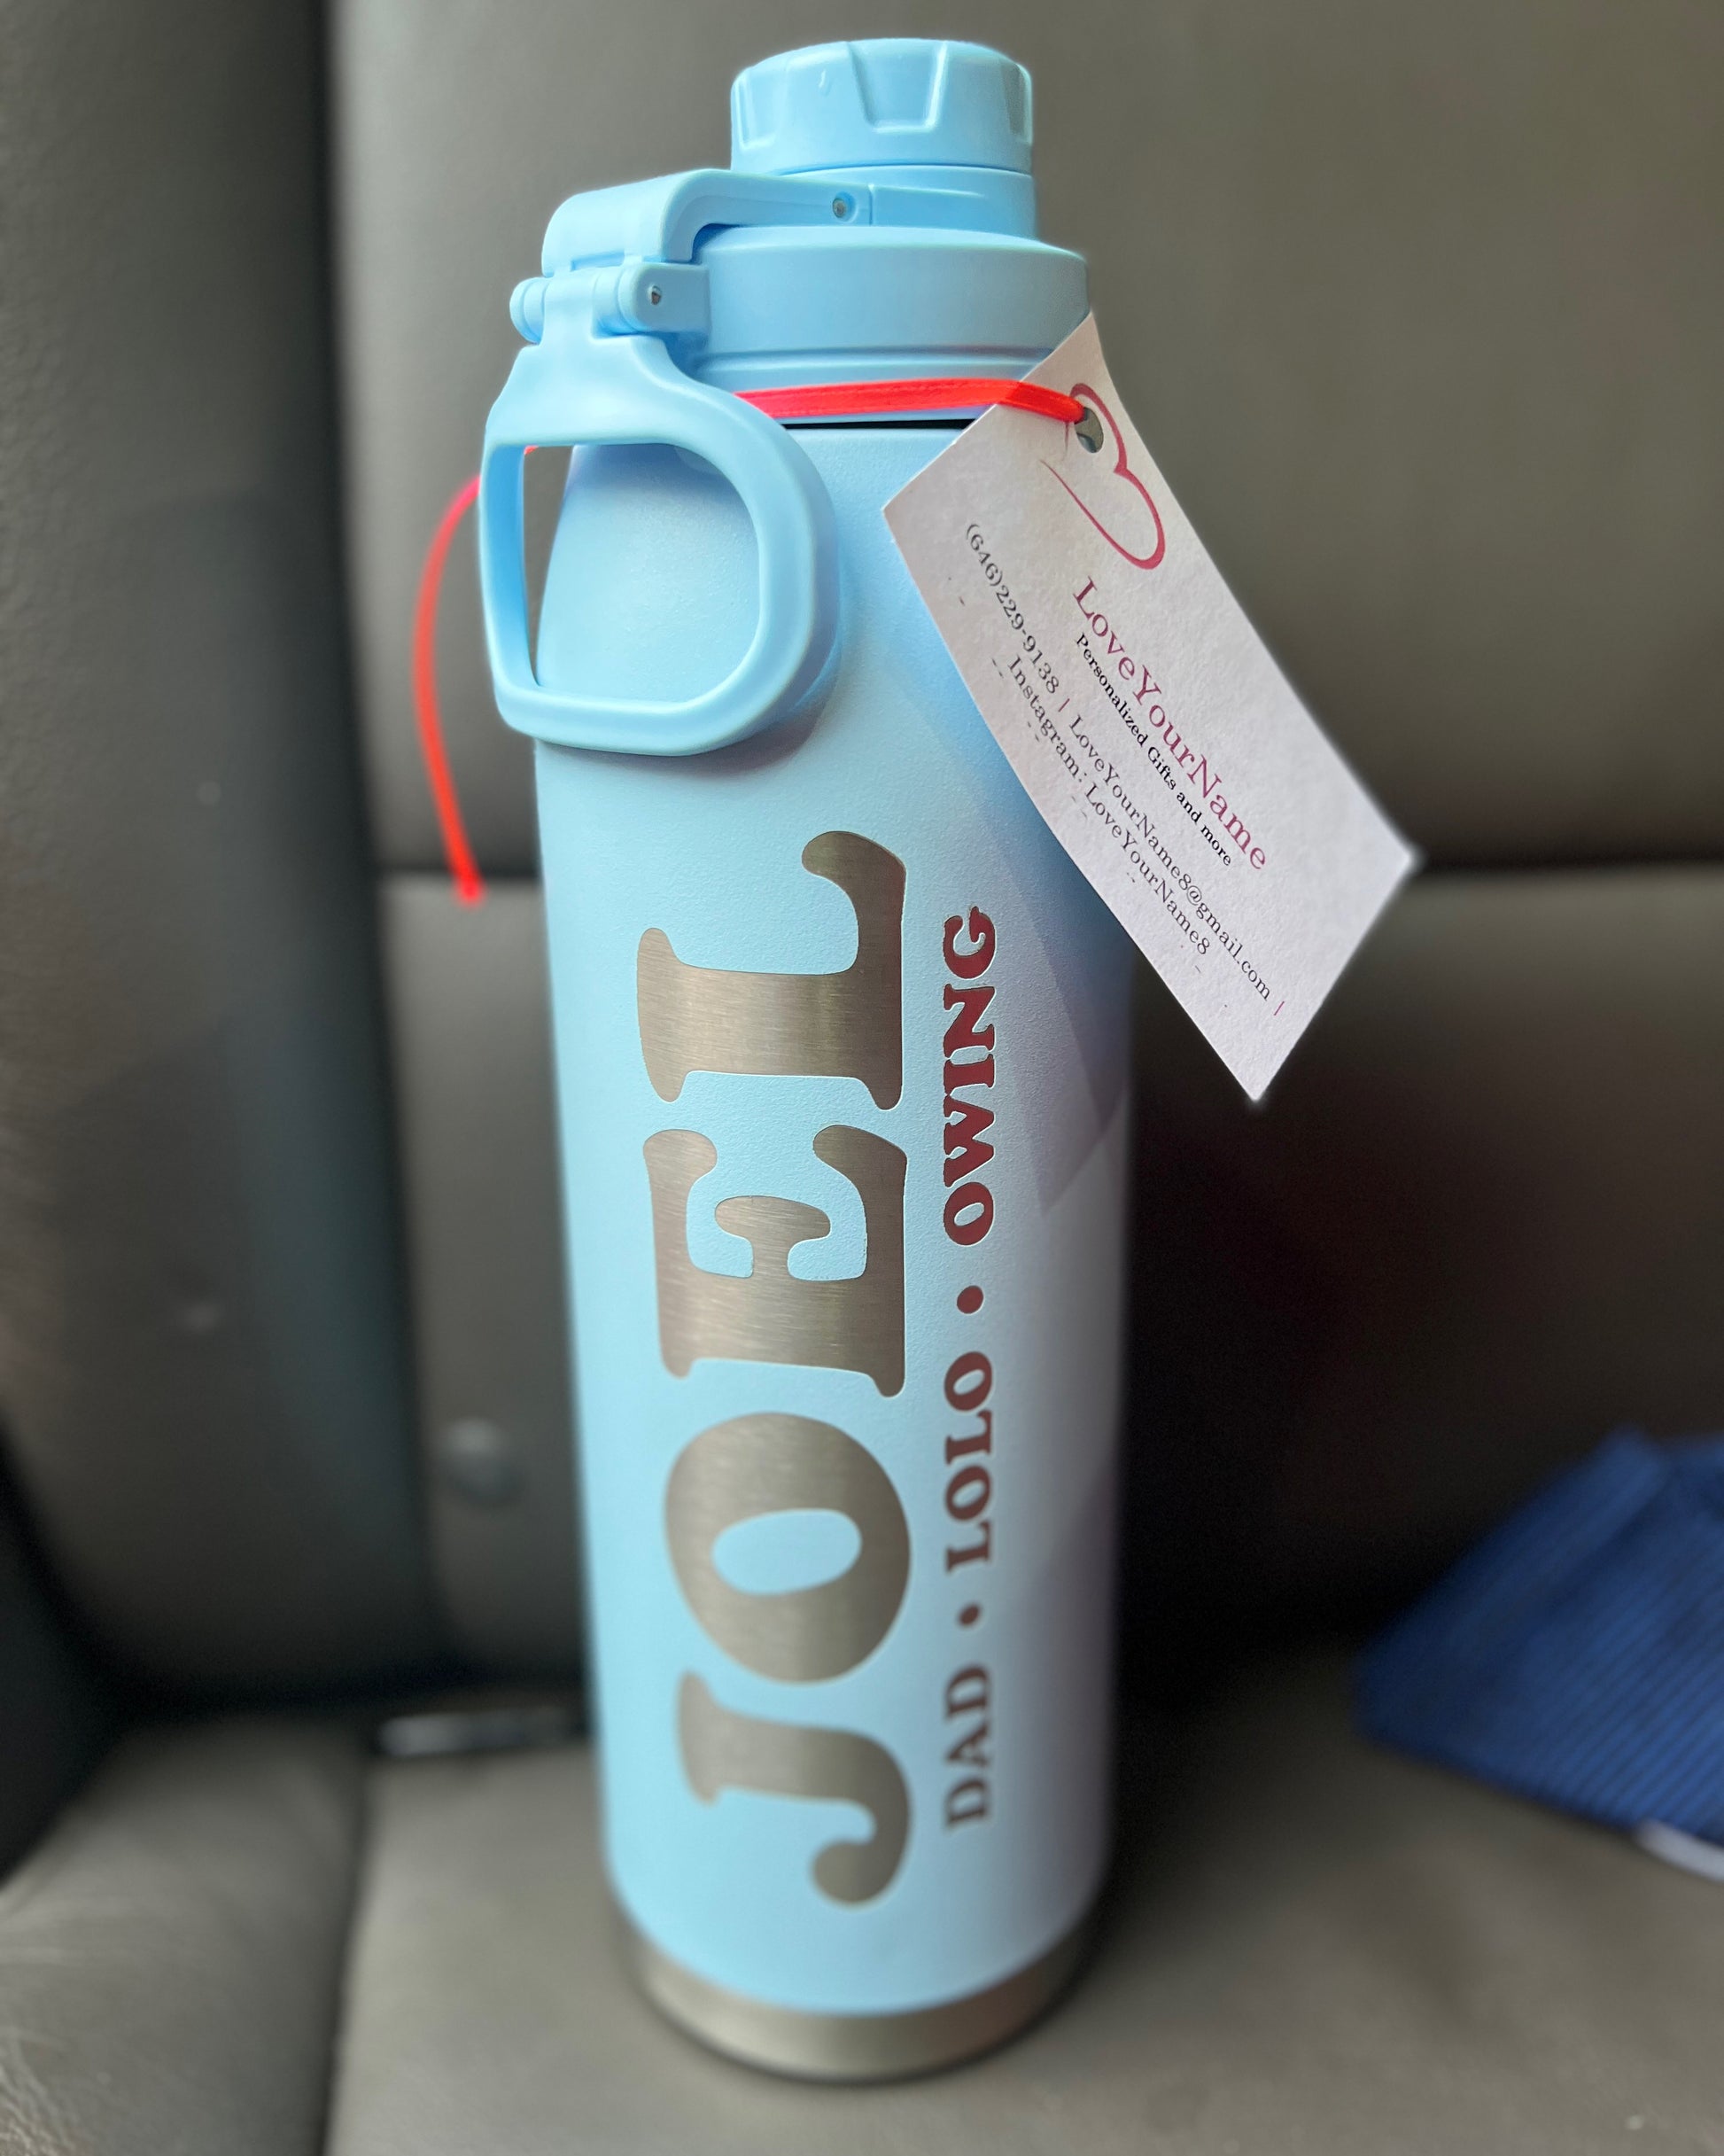 JOEL
DAD • LOLO • OWING
LoveYourName
Personalized Gifts and more
(646)229-9138 | LoveYourName8@gmail.com |
Instagram: LoveYourName8